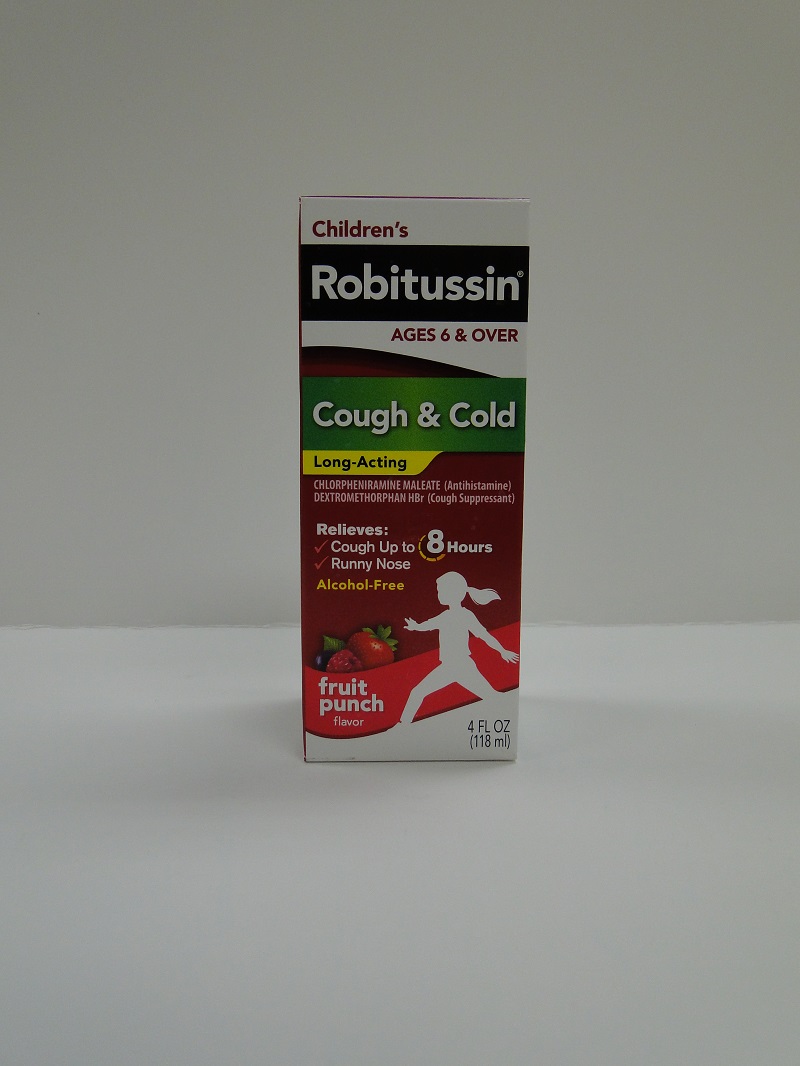 Children's
Robitussin®
AGES 6 & OVER
Cough & Cold
Long-Acting
CHLORPHENIRAMINE MALEATE (Antihistamine)
DEXTROMETHORPHAN HBr (Cough Suppressant)
Relieves:
✓ Cough Up to 8 Hours
✓ Runny Nose
Alcohol-Free
fruit
punch
flavor
4 FL OZ
(118 ml)